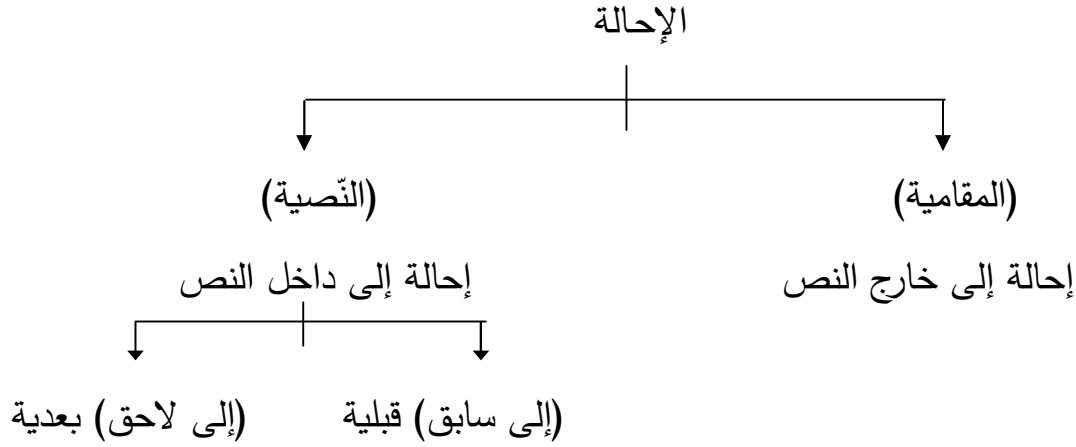 الإحالة
(المقامية)
(النّصية)
إحالة إلى خارج النص
إحالة إلى داخل النص
(إلى سابق) قبلية
(إلى لاحق) بعدية